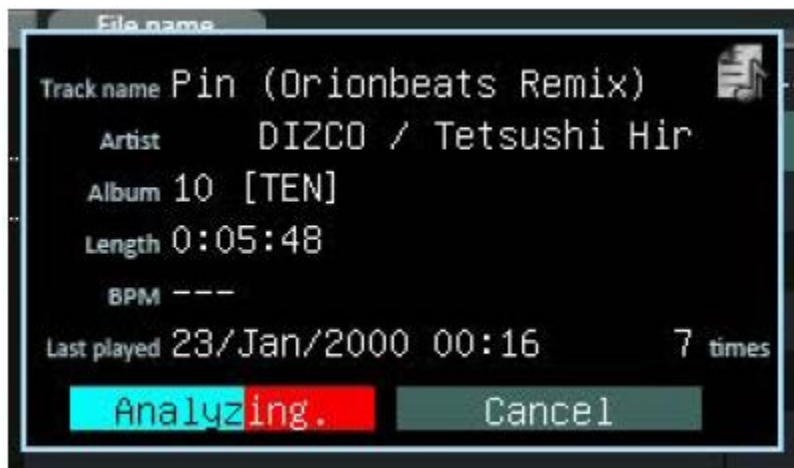 File name
Track name Pin (Orionbeats Remix)
Artist DIZCO / Tetsushi Hir
Album 10 [TEN]
Length 0:05:48
BPM ---
Last played 23/Jan/2000 00:16 7 times
Analyzing. Cancel